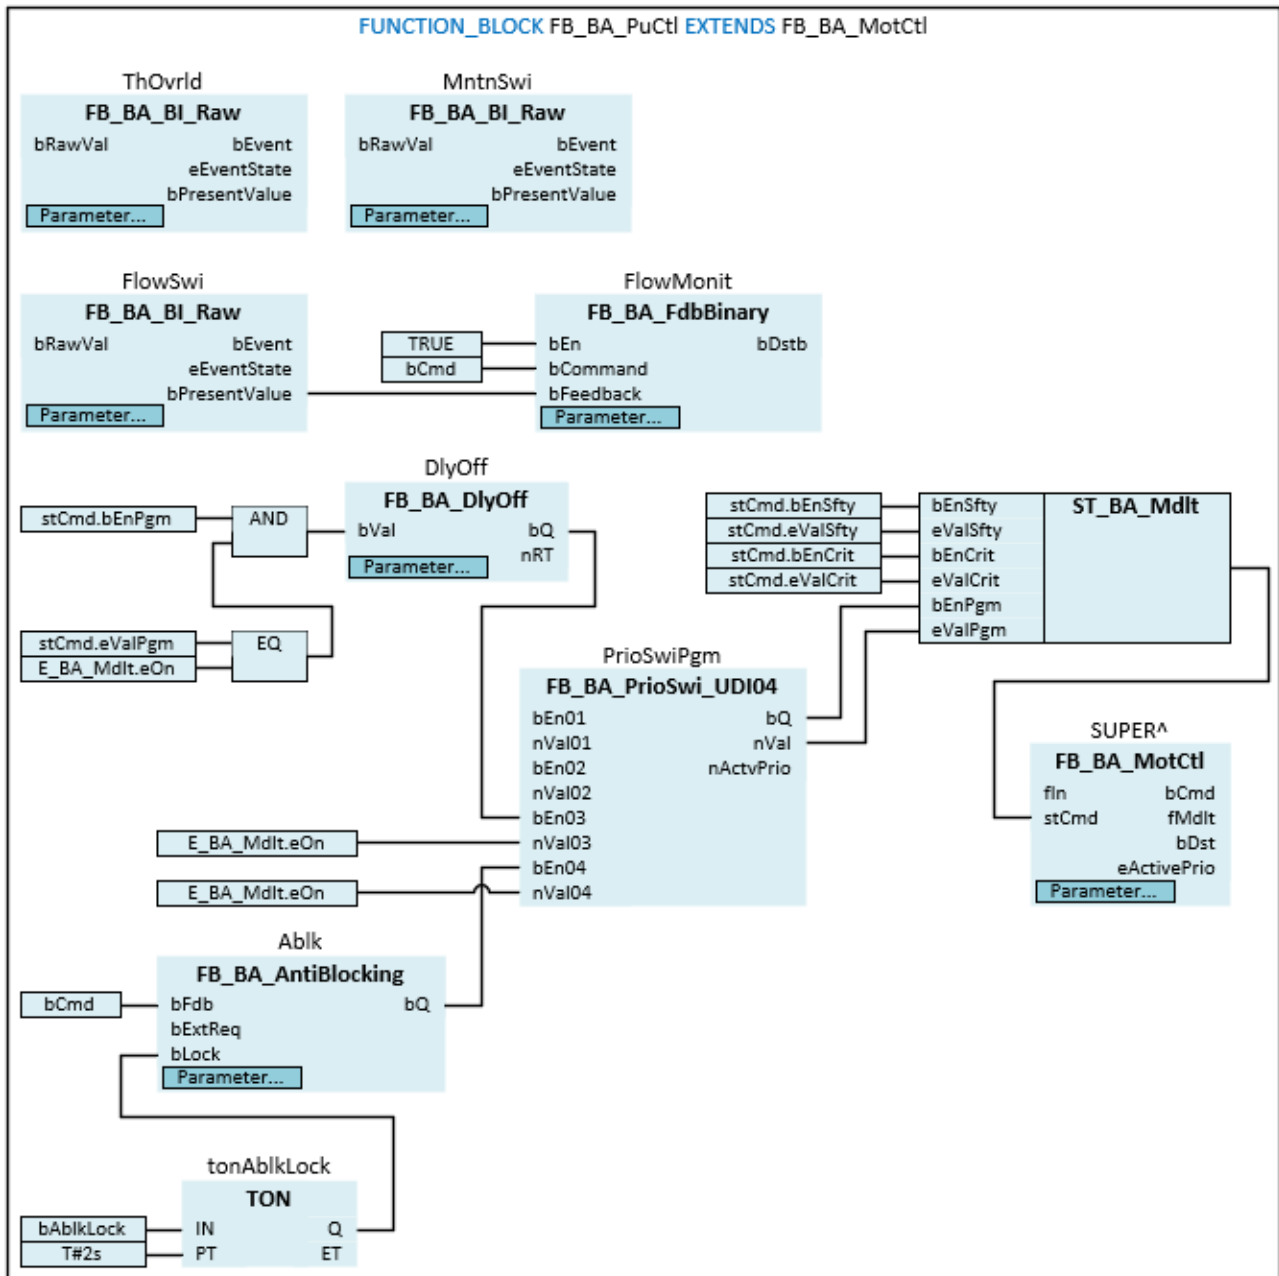 FUNCTION_BLOCK FB_BA_PuCtl EXTENDS FB_BA_MotCtl
ThOvrld
FB_BA_BI_Raw
bRawVal bEvent
eEventState
bPresentValue
Parameter...
MntnSwi
FB_BA_BI_Raw
bRawVal bEvent
eEventState
bPresentValue
Parameter...
FlowSwi
FB_BA_BI_Raw
bRawVal bEvent
eEventState
bPresentValue
Parameter...
FlowMonit
FB_BA_FdbBinary
TRUE bEn bDstb
bCmd bCommand
bFeedback
Parameter...
DlyOff
FB_BA_DlyOff
stCmd.bEnPgm AND bVal bQ
nRT
Parameter...
stCmd.eValPgm EQ
E_BA_Mdlt.eOn
stCmd.bEnSfty bEnSfty ST_BA_Mdlt
stCmd.eValSfty eValSfty
stCmd.bEnCrit bEnCrit
stCmd.eValCrit eValCrit
bEnPgm
eValPgm
PrioSwiPgm
FB_BA_PrioSwi_UDI04
bEn01 bQ
nVal01 nVal
bEn02 nActvPrio
nVal02
bEn03
E_BA_Mdlt.eOn nVal03
bEn04
E_BA_Mdlt.eOn nVal04
SUPER^
FB_BA_MotCtl
fIn bCmd
stCmd fMdlt
bDst
eActivePrio
Parameter...
Ablk
FB_BA_AntiBlocking
bCmd bFdb bQ
bExtReq
bLock
Parameter...
tonAblkLock
TON
bAblkLock IN Q
T#2s PT ET